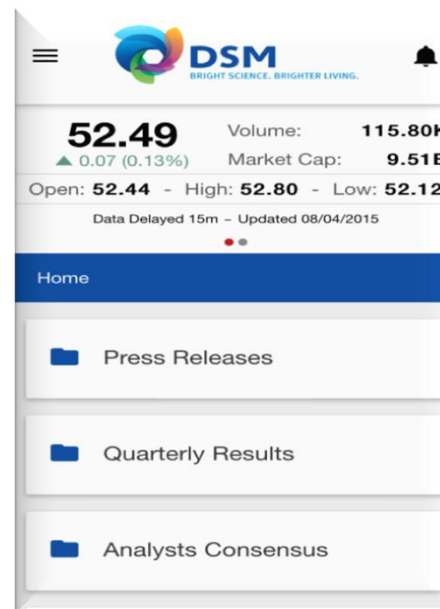 DSM
BRIGHT SCIENCE. BRIGHTER LIVING.
52.49 Volume: 115.80K
▲ 0.07 (0.13%) Market Cap: 9.51B
Open: 52.44 - High: 52.80 - Low: 52.12
Data Delayed 15m - Updated 08/04/2015
Home
Press Releases
Quarterly Results
Analysts Consensus